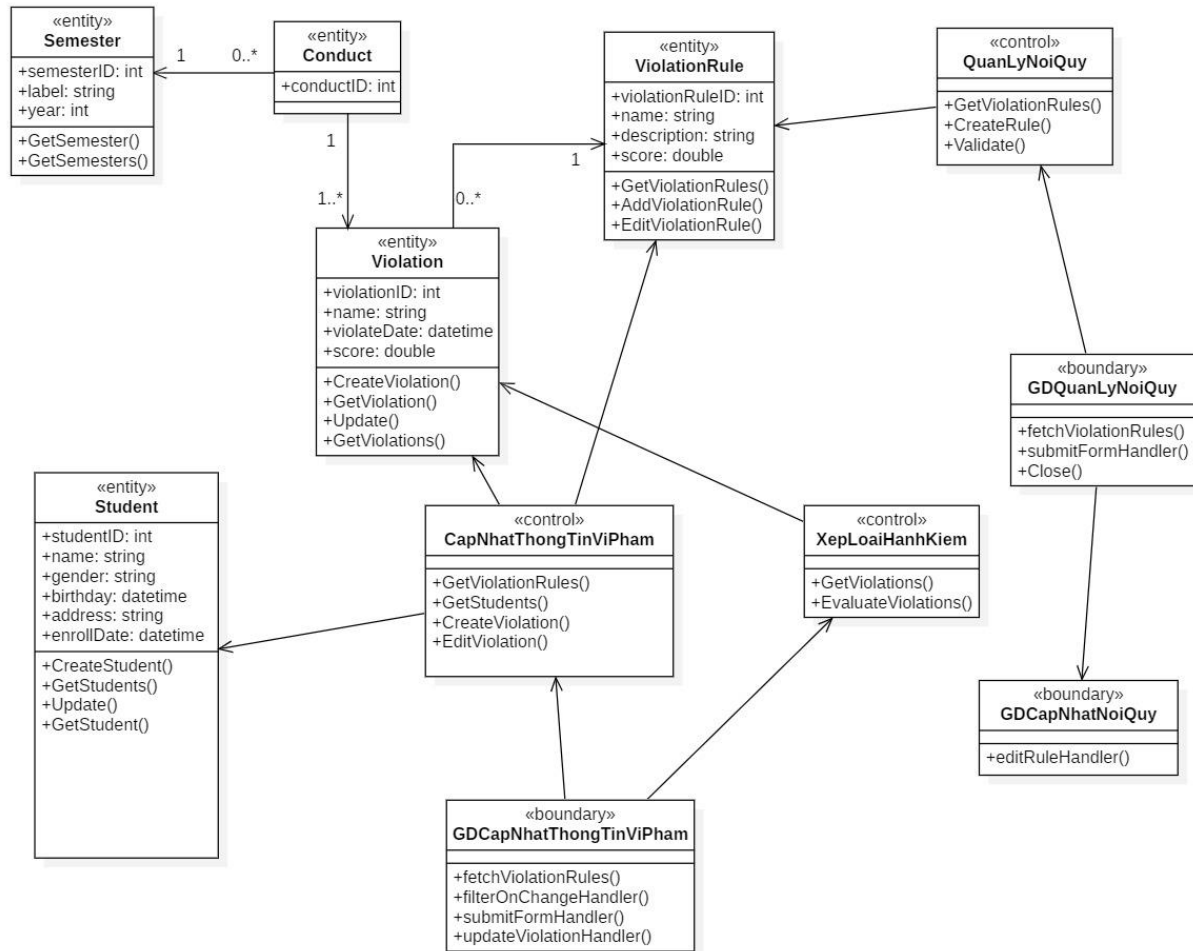 «entity»
Semester
+semesterID: int
+label: string
+year: int
+GetSemester()
+GetSemesters()
1
0..*
«entity»
Conduct
+conductID: int
1
1..*
«entity»
ViolationRule
+violationRuleID: int
+name: string
+description: string
+score: double
+GetViolationRules()
+AddViolationRule()
+EditViolationRule()
1
0..*
«control»
QuanLyNoiQuy
+GetViolationRules()
+CreateRule()
+Validate()
«entity»
Violation
+violationID: int
+name: string
+violateDate: datetime
+score: double
+CreateViolation()
+GetViolation()
+Update()
+GetViolations()
«boundary»
GDQuanLyNoiQuy
+fetchViolationRules()
+submitFormHandler()
+Close()
«entity»
Student
+studentID: int
+name: string
+gender: string
+birthday: datetime
+address: string
+enrollDate: datetime
+CreateStudent()
+GetStudents()
+Update()
+GetStudent()
«control»
CapNhatThongTinViPham
+GetViolationRules()
+GetStudents()
+CreateViolation()
+EditViolation()
«control»
XepLoaiHanhKiem
+GetViolations()
+EvaluateViolations()
«boundary»
GDCapNhatNoiQuy
+editRuleHandler()
«boundary»
GDCapNhatThongTinViPham
+fetchViolationRules()
+filterOnChangeHandler()
+submitFormHandler()
+updateViolationHandler()